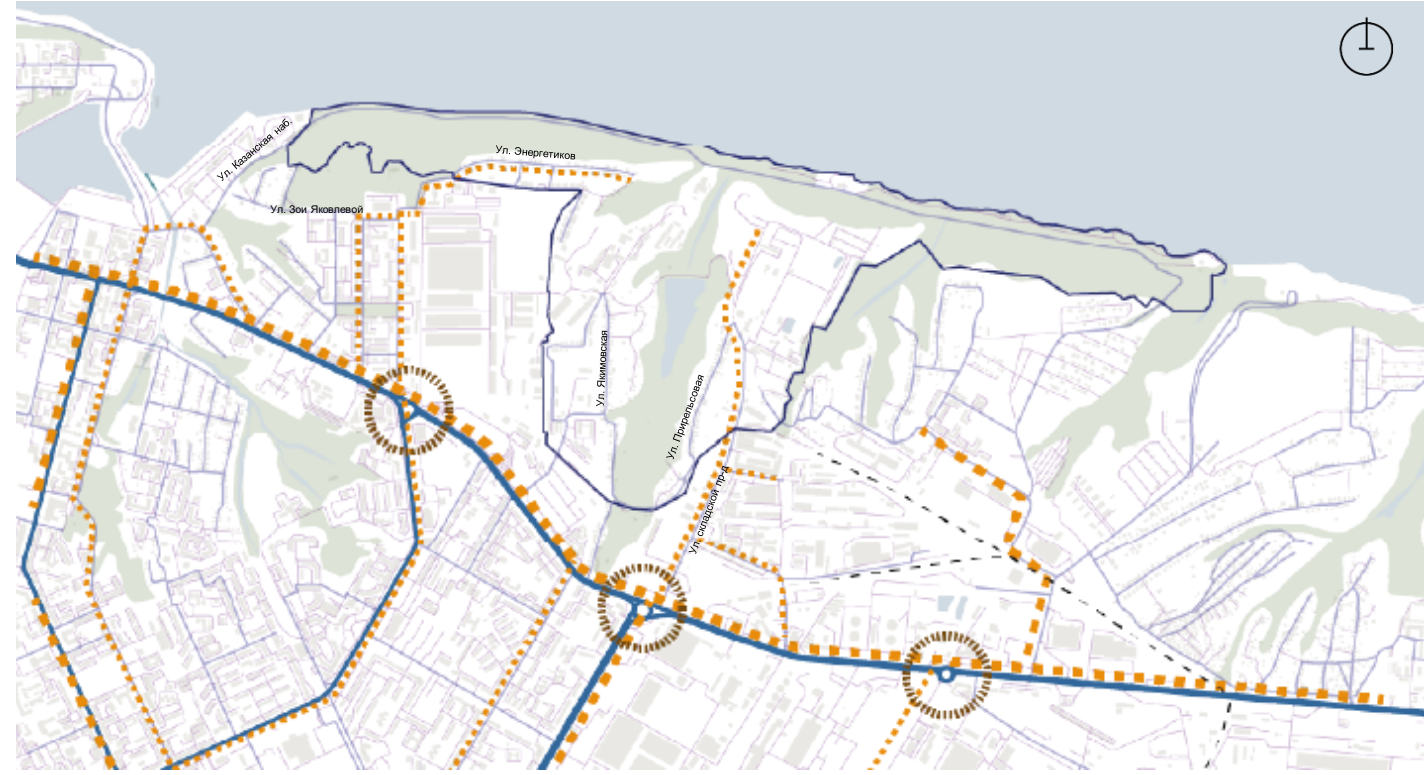 Ул. Казанская наб.
Ул. Энергетиков
Ул. Зои Яковлевой
Ул. Якимовская
Ул. Прирельсовая
Ул. складской пр-д